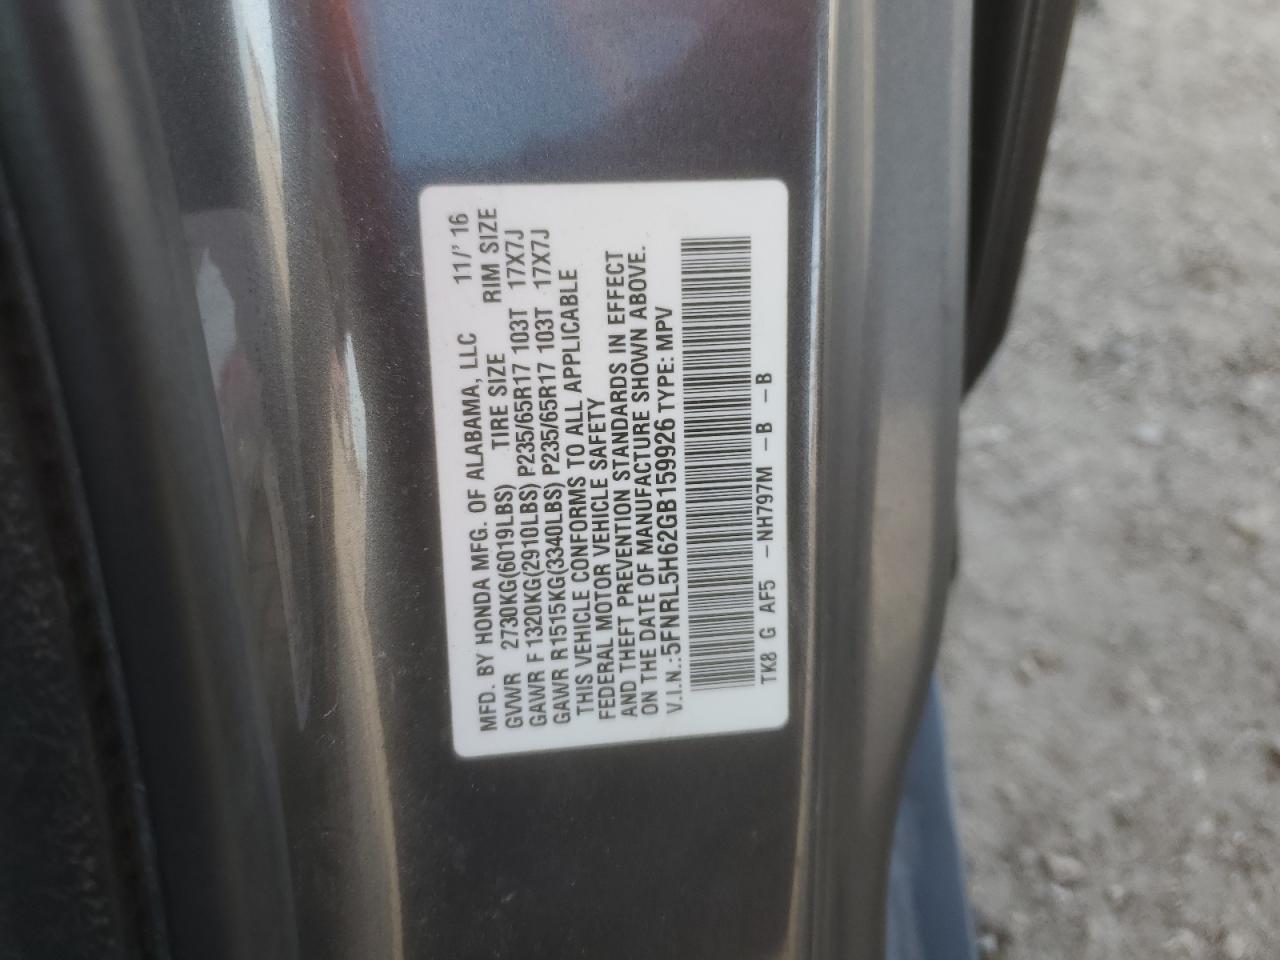 MFD. BY HONDA MFG. OF ALABAMA, LLC 11/' 16
GVWR 2730KG(6019LBS) TIRE SIZE RIM SIZE
GAWR F 1320KG(2910LBS) P235/65R17 103T 17X7J
GAWR R1515KG(3340LBS) P235/65R17 103T 17X7J
THIS VEHICLE CONFORMS TO ALL APPLICABLE
FEDERAL MOTOR VEHICLE SAFETY
AND THEFT PREVENTION STANDARDS IN EFFECT
ON THE DATE OF MANUFACTURE SHOWN ABOVE.
V.I.N.:5FNRL5H62GB159926 TYPE: MPV
TK8 G AF5 -NH797M -B -B